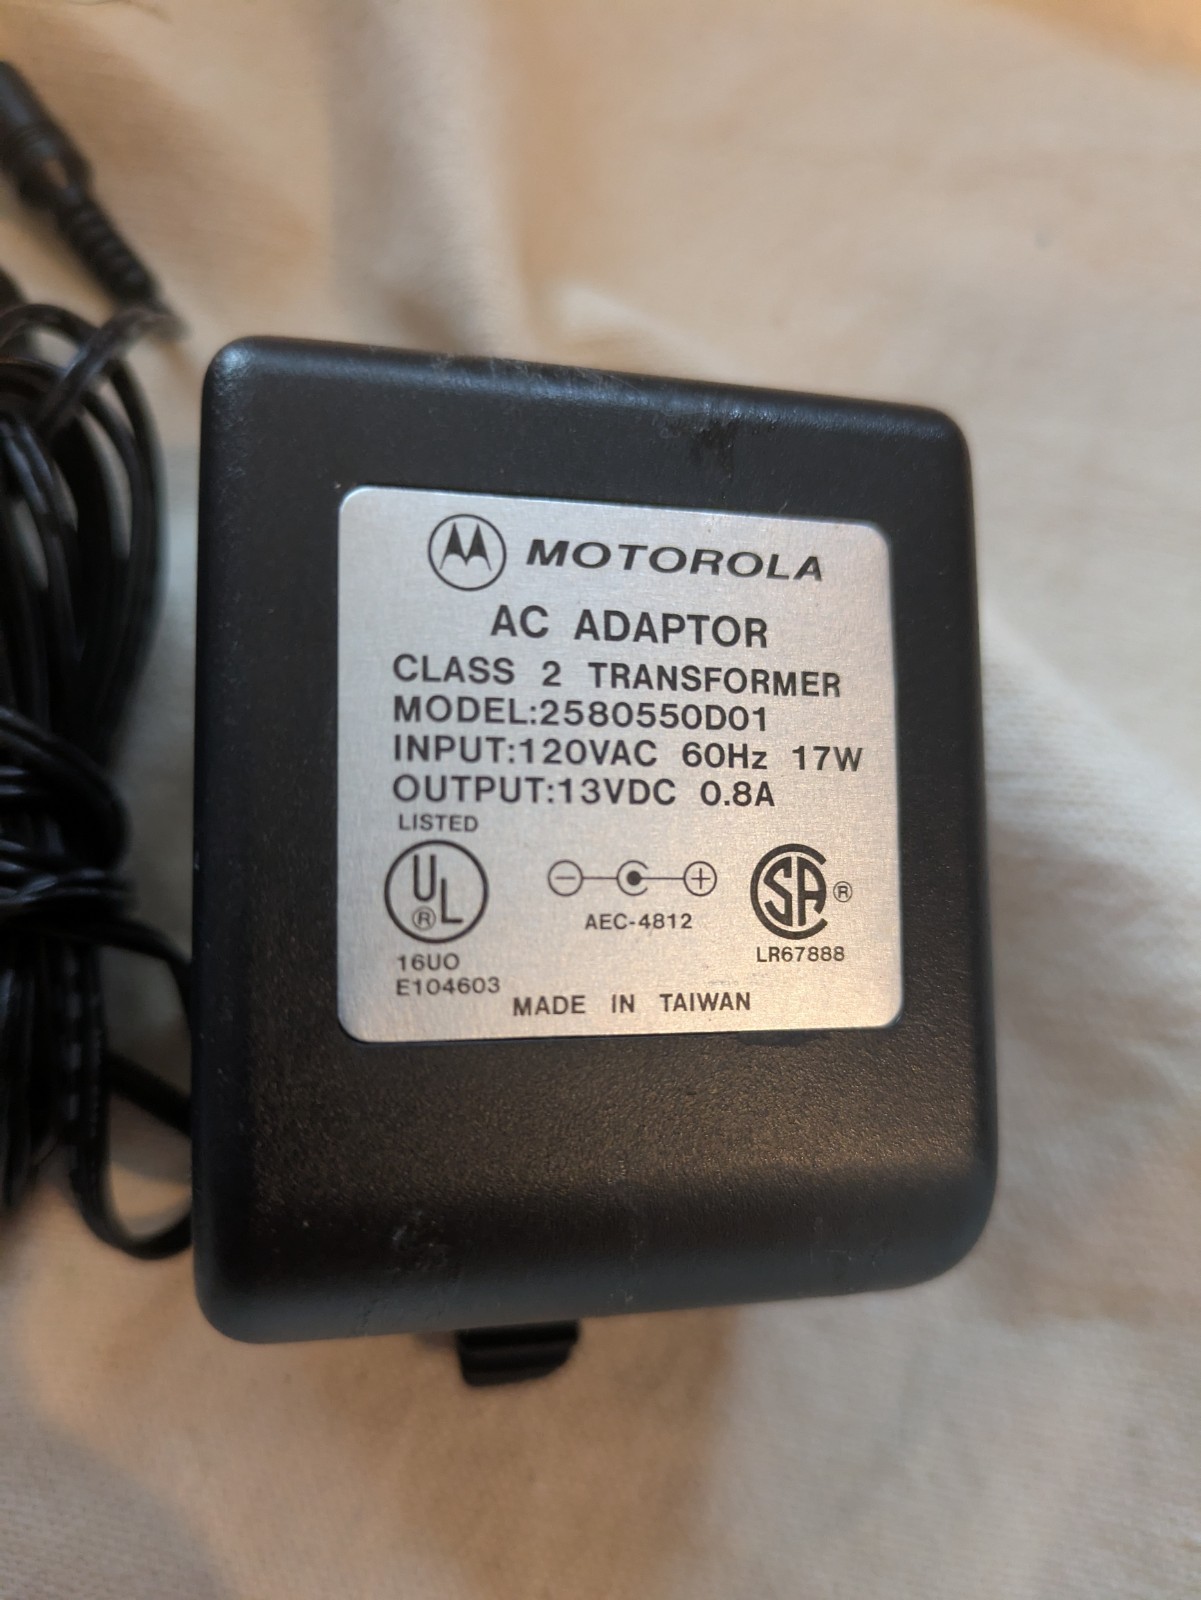 MOTOROLA
AC ADAPTOR
CLASS 2 TRANSFORMER
MODEL:2580550D01
INPUT:120VAC 60Hz 17W
OUTPUT:13VDC 0.8A
LISTED
UL ®
SA ®
AEC-4812
16UO
LR67888
E104603
MADE IN TAIWAN